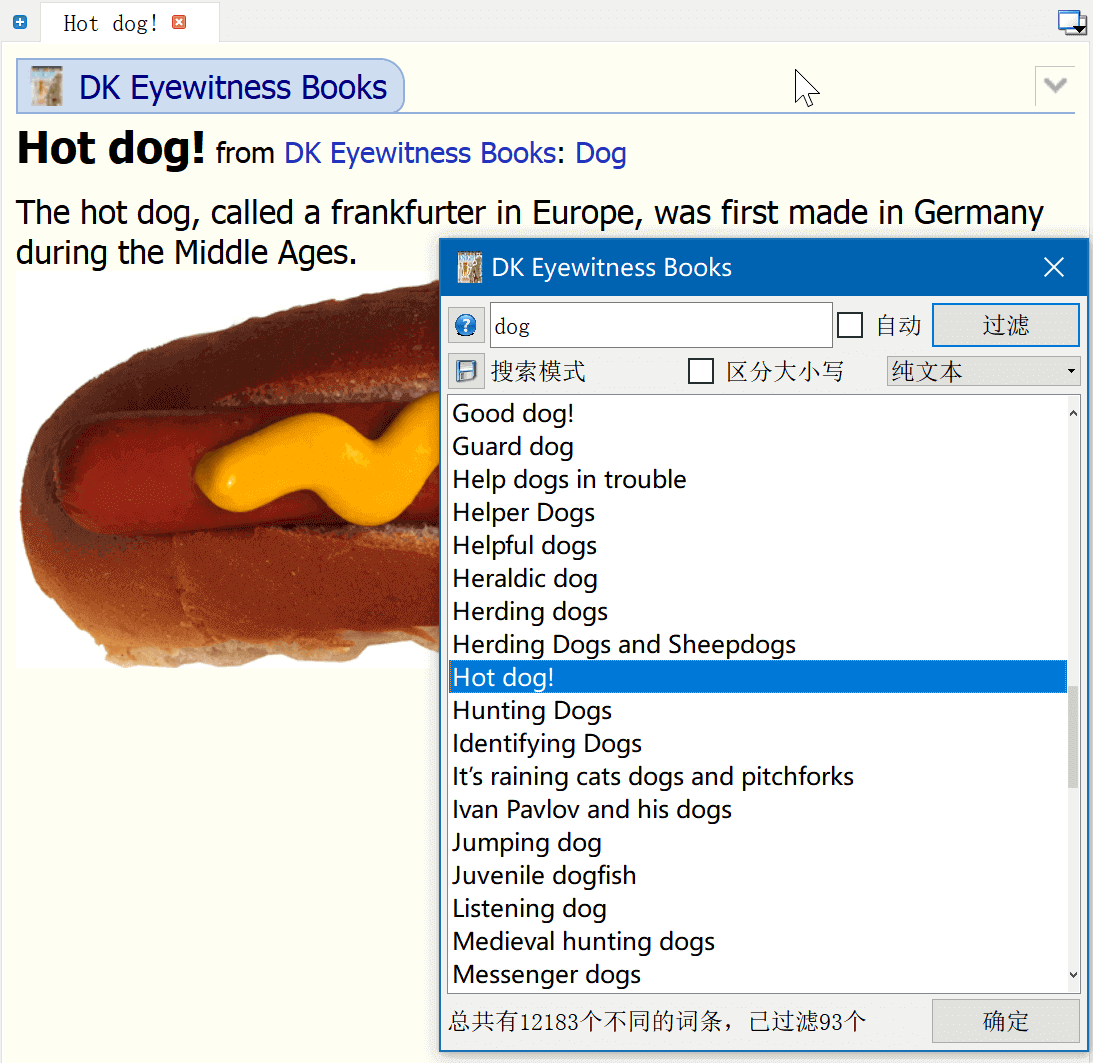 Hot dog!
DK Eyewitness Books
Hot dog! from DK Eyewitness Books: Dog
The hot dog, called a frankfurter in Europe, was first made in Germany
during the Middle Ages.
DK Eyewitness Books
dog 自动 过滤
搜索模式 区分大小写 纯文本
Good dog!
Guard dog
Help dogs in trouble
Helper Dogs
Helpful dogs
Heraldic dog
Herding dogs
Herding Dogs and Sheepdogs
Hot dog!
Hunting Dogs
Identifying Dogs
It’s raining cats dogs and pitchforks
Ivan Pavlov and his dogs
Jumping dog
Juvenile dogfish
Listening dog
Medieval hunting dogs
Messenger dogs
总共有12183个不同的词条，已过滤93个 确定